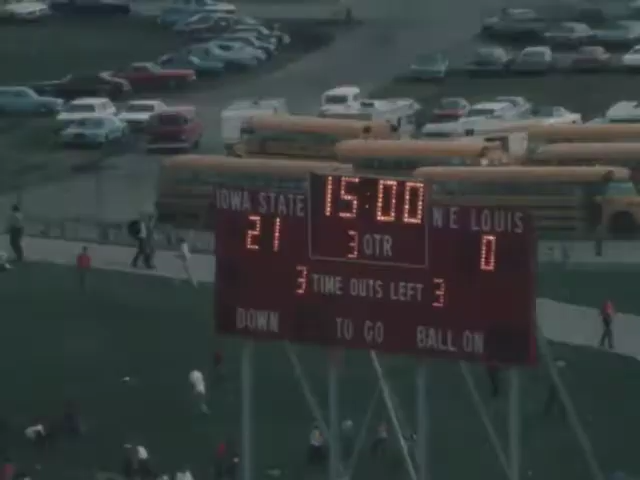 15:00
IOWA STATE N E LOUIS
21 3 QTR 0
3 TIME OUTS LEFT 3
DOWN TO GO BALL ON